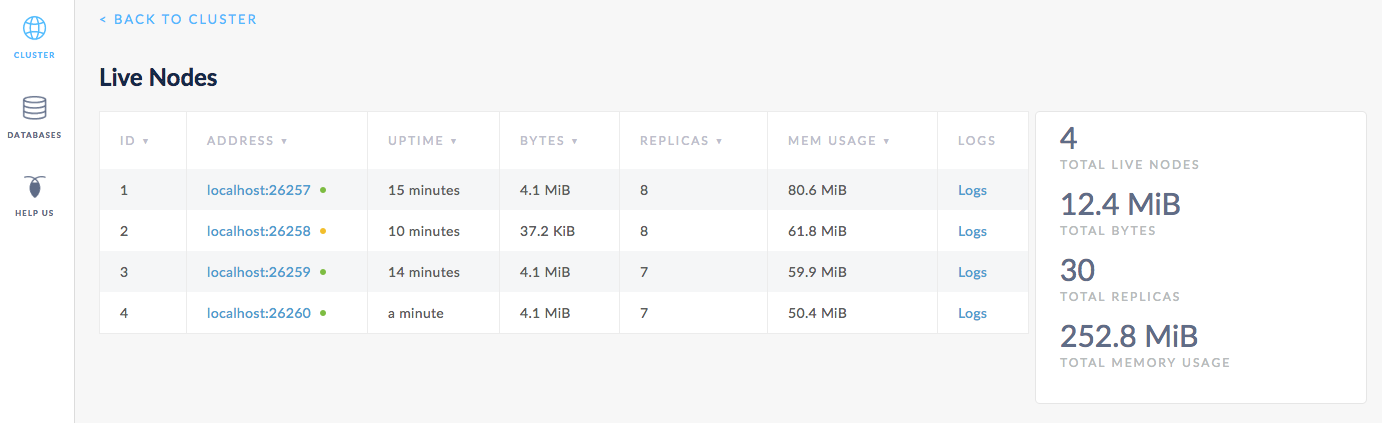 < BACK TO CLUSTER
CLUSTER
DATABASES
HELP US
Live Nodes
ID ▼ ADDRESS ▼ UPTIME ▼ BYTES ▼ REPLICAS ▼ MEM USAGE ▼ LOGS
1 localhost:26257 15 minutes 4.1 MiB 8 80.6 MiB Logs
2 localhost:26258 10 minutes 37.2 KiB 8 61.8 MiB Logs
3 localhost:26259 14 minutes 4.1 MiB 7 59.9 MiB Logs
4 localhost:26260 a minute 4.1 MiB 7 50.4 MiB Logs
4
TOTAL LIVE NODES
12.4 MiB
TOTAL BYTES
30
TOTAL REPLICAS
252.8 MiB
TOTAL MEMORY USAGE